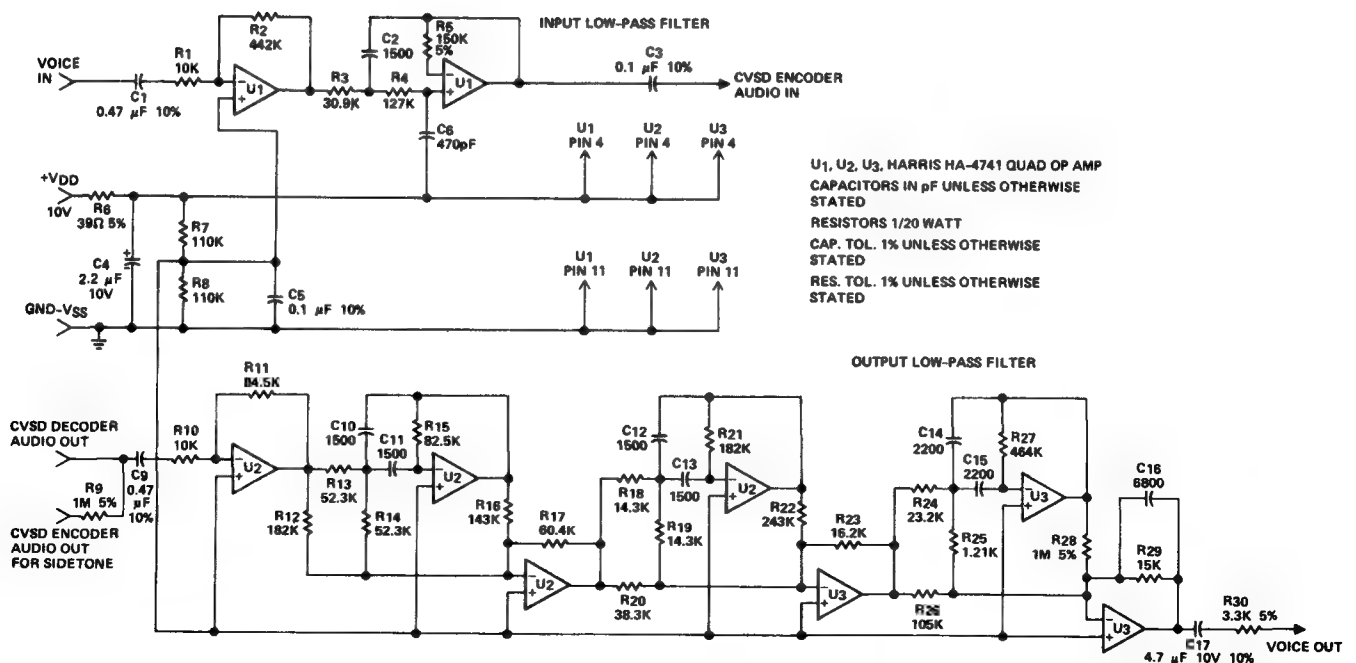 INPUT LOW-PASS FILTER
R2
442K
C2
1500
R5
150K
5%
VOICE
IN
R1
10K
−
+
U1
C1
0.47 µF 10%
R3
30.9K
R4
127K
−
+
U1
C3
0.1 µF 10%
CVSD ENCODER
AUDIO IN
C6
470pF
U1
PIN 4
U2
PIN 4
U3
PIN 4
U1, U2, U3, HARRIS HA-4741 QUAD OP AMP
CAPACITORS IN pF UNLESS OTHERWISE
STATED
RESISTORS 1/20 WATT
CAP. TOL. 1% UNLESS OTHERWISE
STATED
RES. TOL. 1% UNLESS OTHERWISE
STATED
+VDD
10V
R6
39Ω 5%
R7
110K
+
C4
2.2 µF
10V
R8
110K
C5
0.1 µF 10%
U1
PIN 11
U2
PIN 11
U3
PIN 11
GND-VSS
OUTPUT LOW-PASS FILTER
R11
84.5K
CVSD DECODER
AUDIO OUT
R10
10K
−
+
U2
C9
0.47
µF
10%
R9
1M 5%
CVSD ENCODER
AUDIO OUT
FOR SIDETONE
C10
1500
C11
1500
R15
82.5K
−
+
U2
R13
52.3K
R12
182K
R14
52.3K
R16
143K
R17
60.4K
−
+
U2
C12
1500
C13
1500
R21
182K
−
+
U2
R18
14.3K
R19
14.3K
R20
38.3K
R22
243K
R23
16.2K
−
+
U3
C14
2200
C15
2200
R27
464K
−
+
U3
R24
23.2K
R25
1.21K
R26
105K
R28
1M 5%
C16
6800
R29
15K
−
+
U3
R30
3.3K 5%
C17
4.7 µF 10V 10%
VOICE OUT